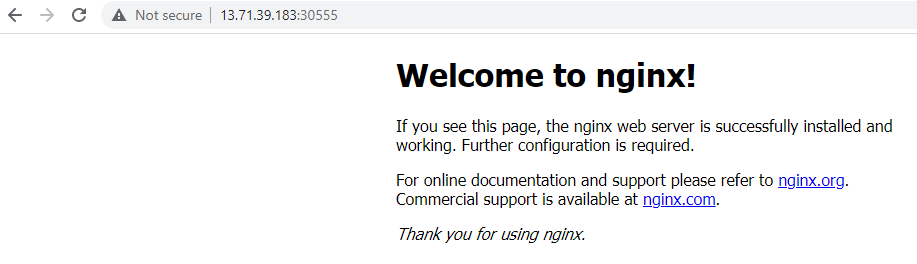 Not secure | 13.71.39.183:30555
Welcome to nginx!
If you see this page, the nginx web server is successfully installed and
working. Further configuration is required.
For online documentation and support please refer to nginx.org.
Commercial support is available at nginx.com.
Thank you for using nginx.